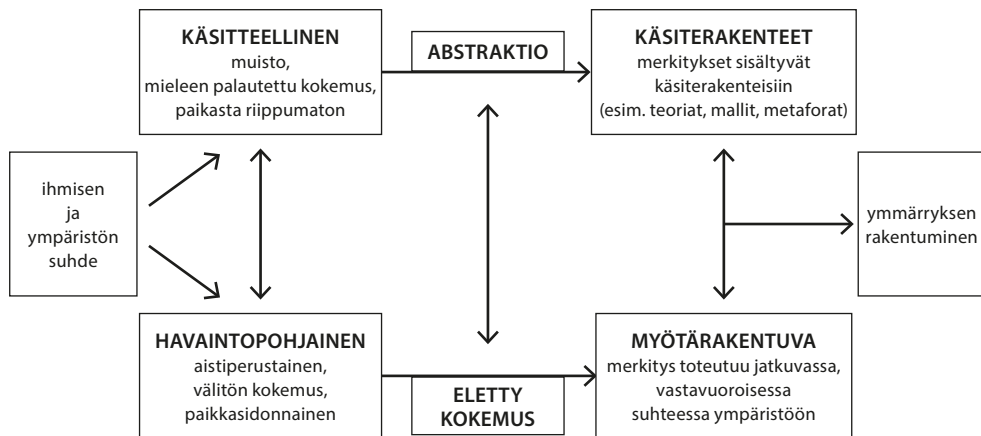 KÄSITTEELLINEN
muisto,
mieleen palautettu kokemus,
paikasta riippumaton
ABSTRAKTIO
KÄSITERAKENTEET
merkitykset sisältyvät
käsiterakenteisiin
(esim. teoriat, mallit, metaforat)
ihmisen
ja
ympäristön
suhde
ymmärryksen
rakentuminen
HAVAINTOPOHJAINEN
aistiperustainen,
välitön kokemus,
paikkasidonnainen
ELETTY
KOKEMUS
MYÖTÄRAKENTUVA
merkitys toteutuu jatkuvassa,
vastavuoroisessa
suhteessa ympäristöön